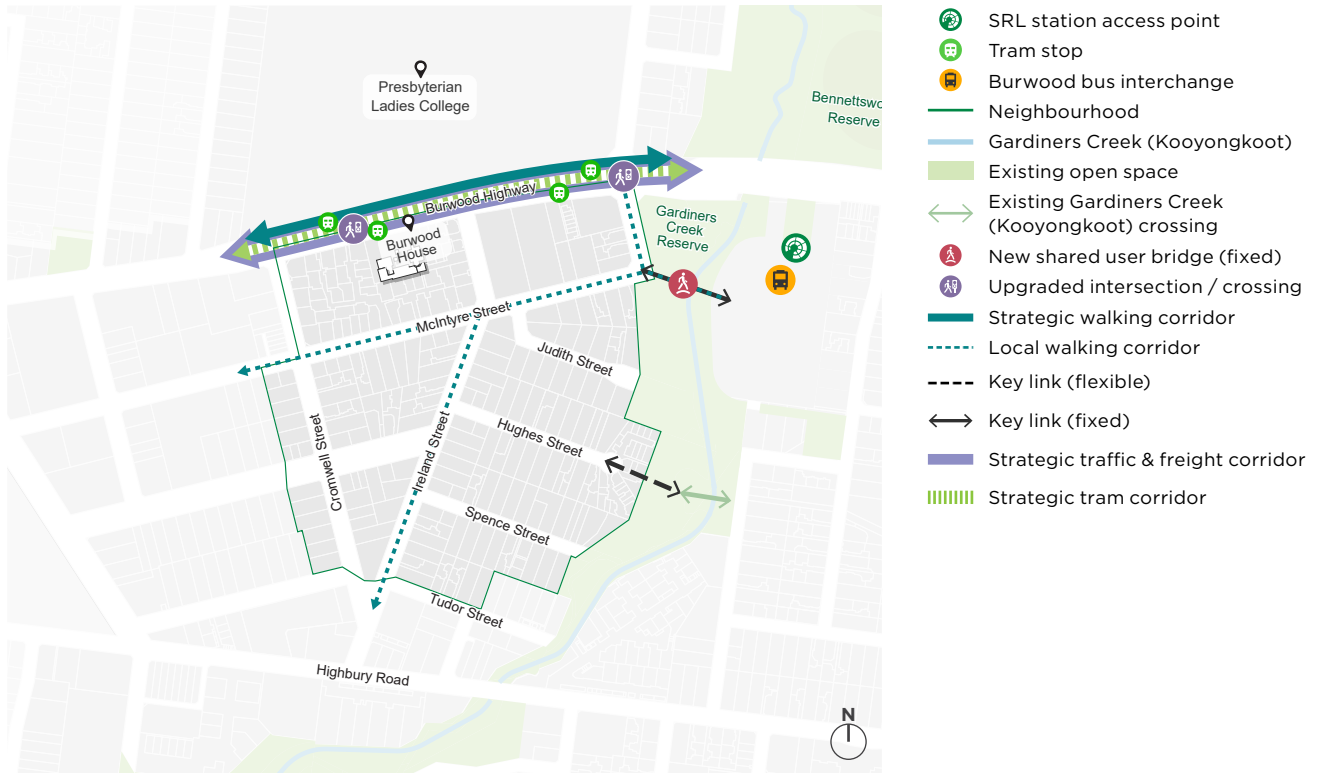 Presbyterian
Ladies College
Bennettswo
Reserve
Burwood Highway
Burwood
House
Gardiners
Creek
Reserve
McIntyre Street
Judith Street
Hughes Street
Cromwell Street
Ireland Street
Spence Street
Tudor Street
Highbury Road
N
SRL station access point
Tram stop
Burwood bus interchange
Neighbourhood
Gardiners Creek (Kooyongkoot)
Existing open space
Existing Gardiners Creek
(Kooyongkoot) crossing
New shared user bridge (fixed)
Upgraded intersection / crossing
Strategic walking corridor
Local walking corridor
Key link (flexible)
Key link (fixed)
Strategic traffic & freight corridor
Strategic tram corridor